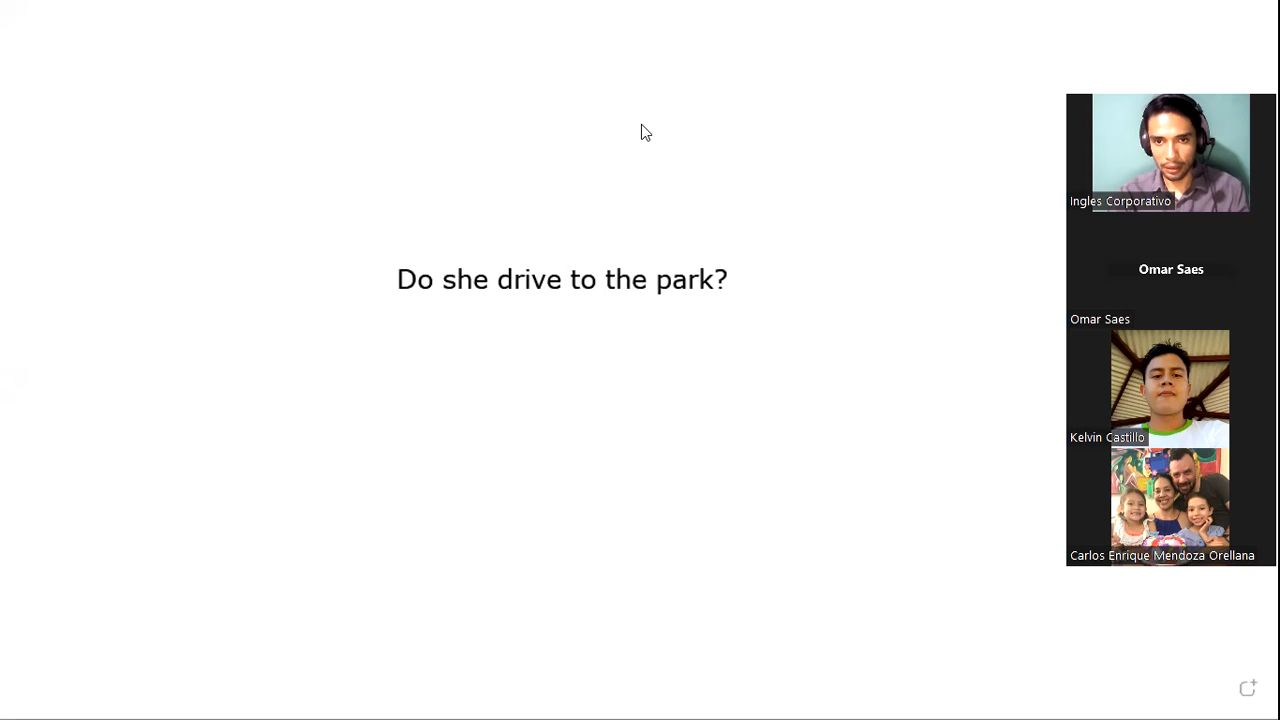 Do she drive to the park?
Ingles Corporativo
Omar Saes
Omar Saes
Kelvin Castillo
Carlos Enrique Mendoza Orellana